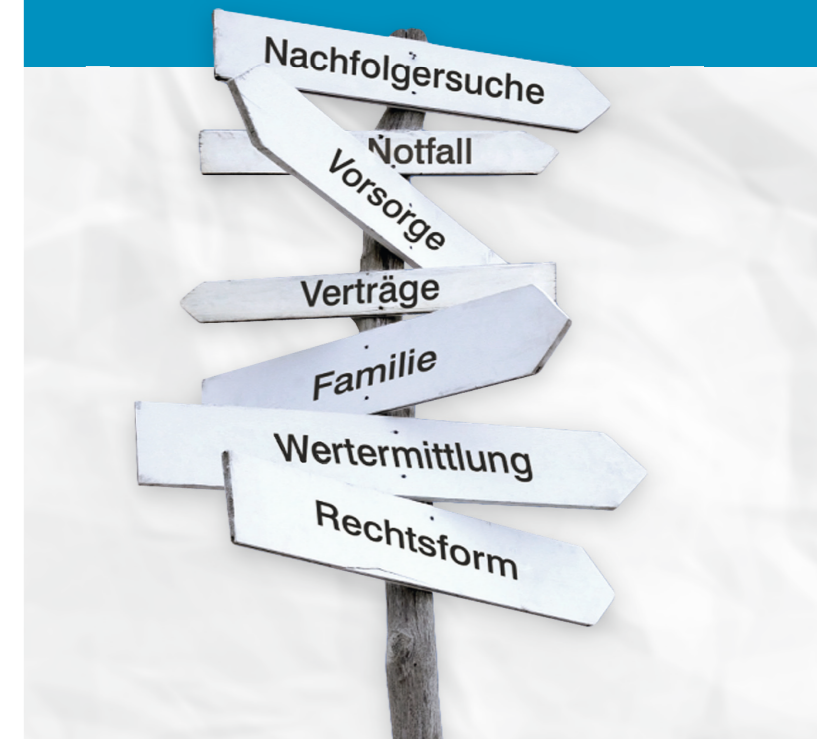 Nachfolgersuche
Notfall
Vorsorge
Verträge
Familie
Wertermittlung
Rechtsform